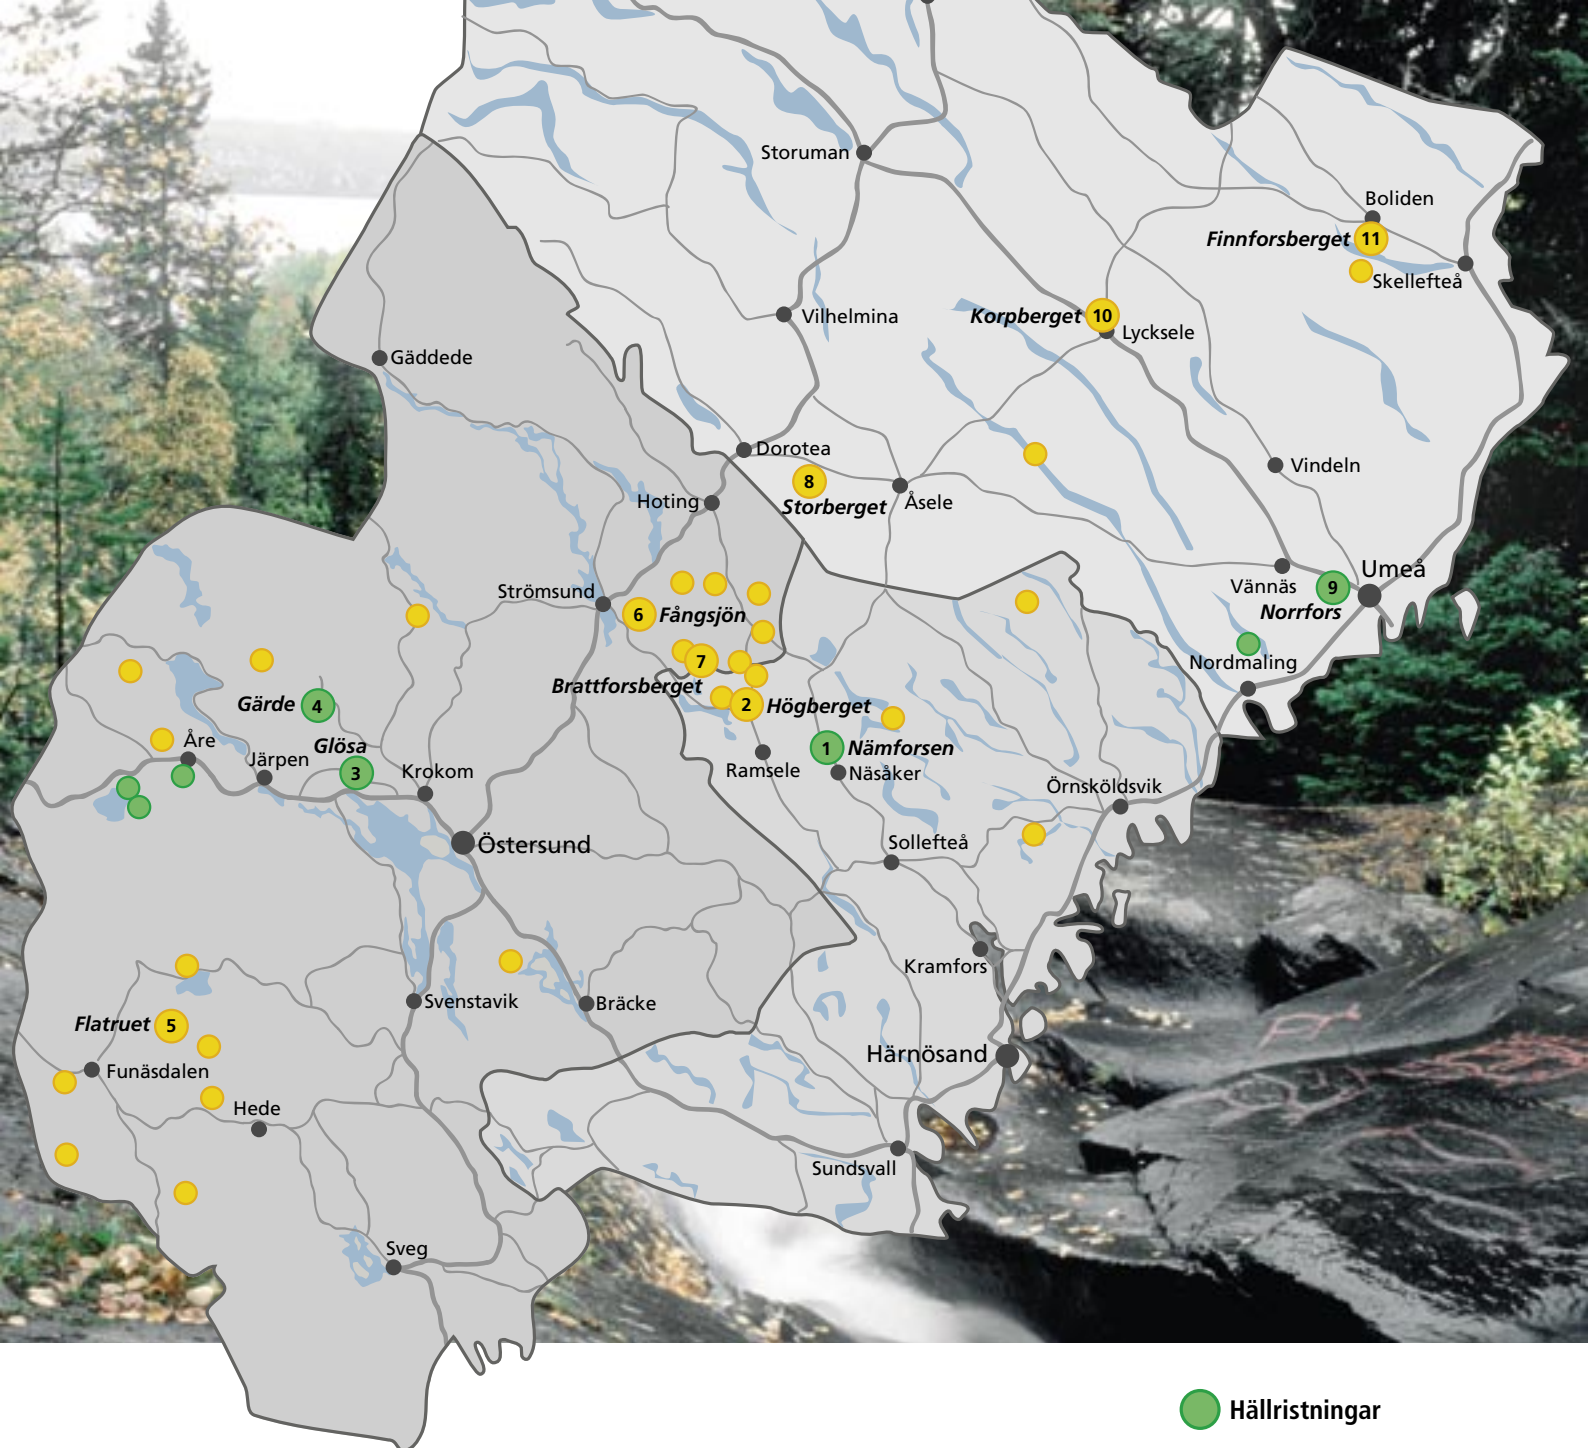 Storuman
Boliden
Finnforsberget 11
Skellefteå
Vilhelmina
Korpberget 10
Lycksele
Gäddede
Dorotea
Vindeln
8
Storberget
Hoting
Åsele
Umeå
Vännäs 9
Norrfors
Strömsund
6 Fångsjön
Nordmaling
7
Brattforsberget
Gärde 4
2 Högberget
Åre
Glösa
3
Järpen
Krokom
1 Nämforsen
Ramsele
Näsåker
Örnsköldsvik
Östersund
Sollefteå
Kramfors
Svenstavik
Bräcke
Flatruet 5
Härnösand
Funäsdalen
Hede
Sundsvall
Sveg
Hällristningar